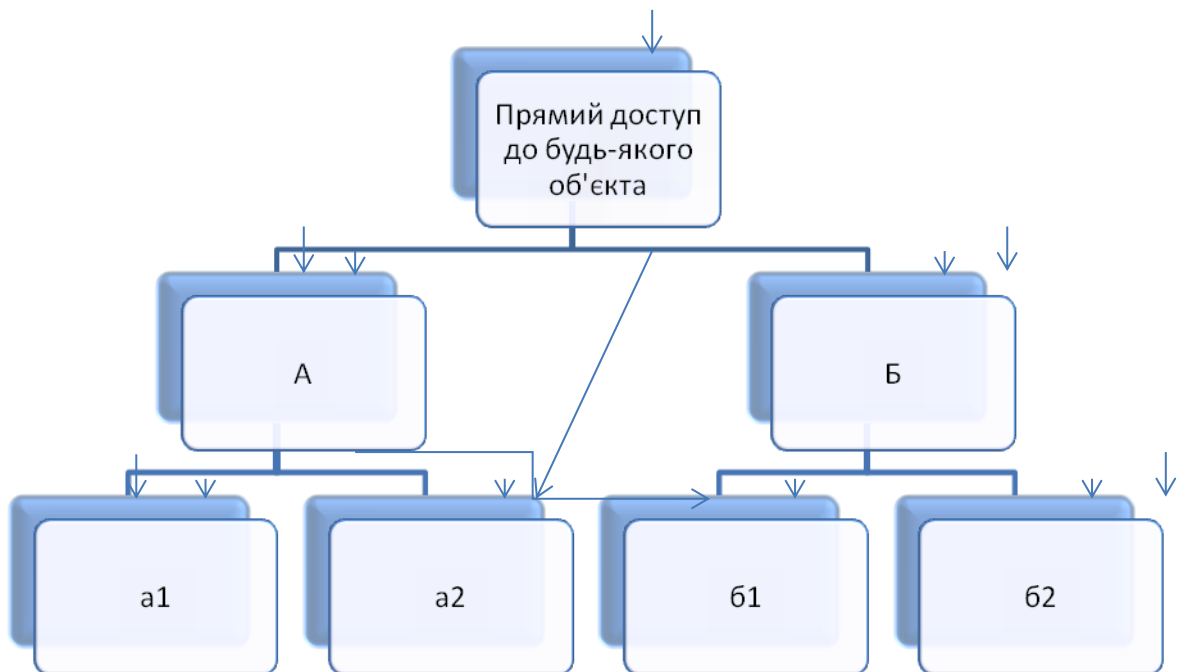 Прямий доступ
до будь-якого
об'єкта
А
Б
а1
а2
б1
б2